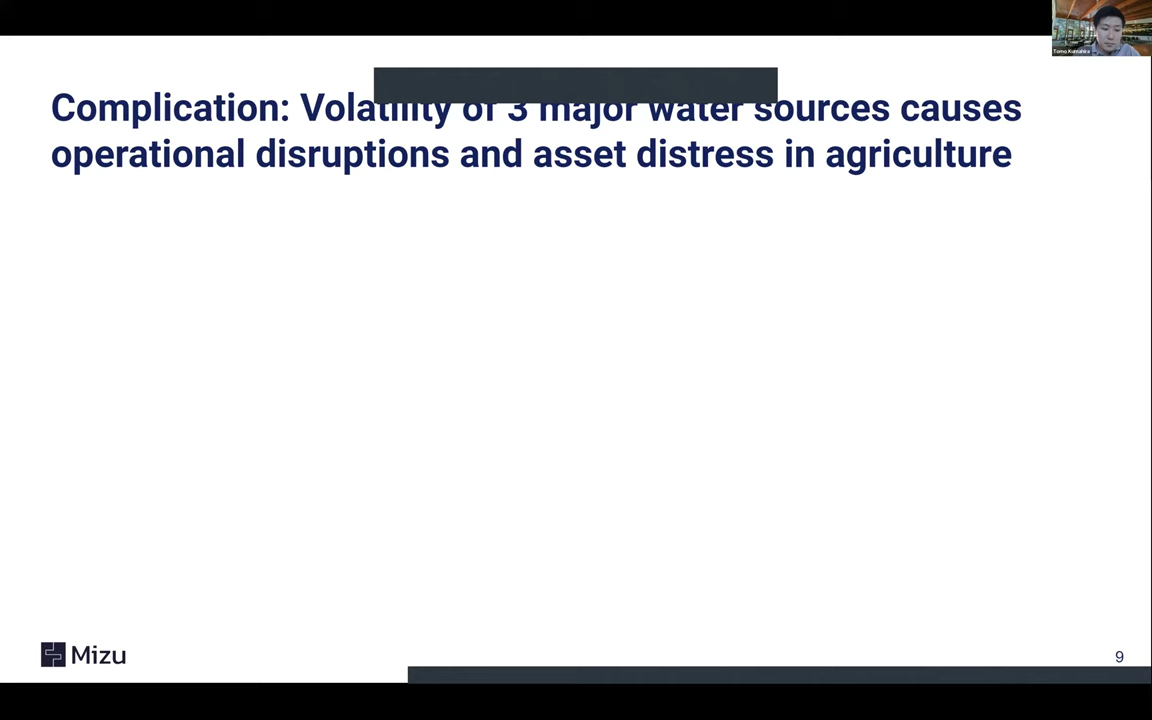 Complication: Volatility of 3 major water sources causes
operational disruptions and asset distress in agriculture
Mizu
9